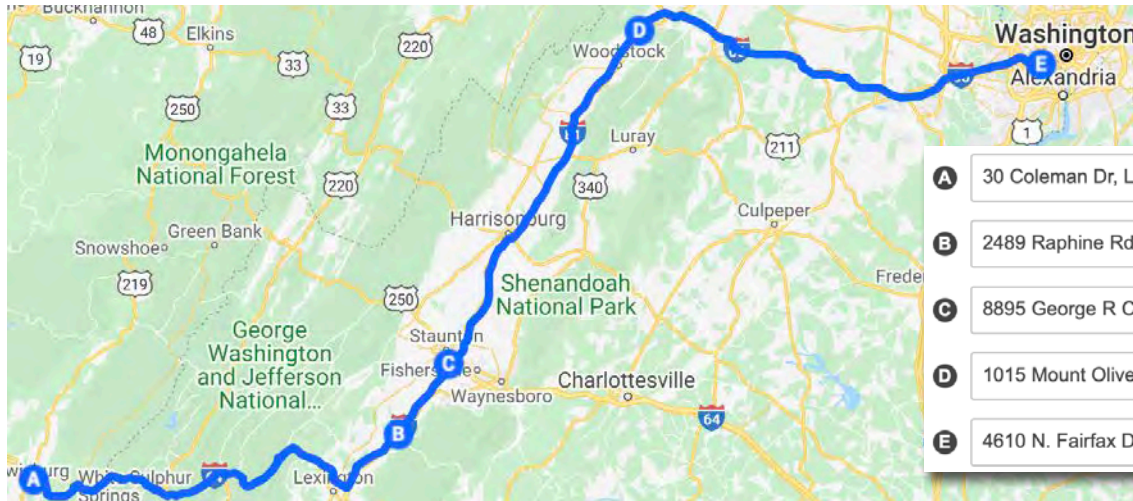 Buckhannon
48
Elkins
19
33
220
Woodstock
D
66
Washington
E
Alexandria
250
33
Luray
211
1
Monongahela
National Forest
220
340
Harrisonburg
Culpeper
Snowshoe
Green Bank
219
Shenandoah
National Park
Freder
250
George
Washington
and Jefferson
National...
Staunton
C
Fishersville
Waynesboro
Charlottesville
64
B
A
White Sulphur
Springs
Lexington
A 30 Coleman Dr, L
B 2489 Raphine Rd
C 8895 George R C
D 1015 Mount Olive
E 4610 N. Fairfax D